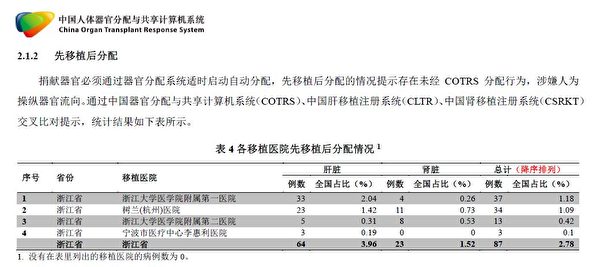 中国人体器官分配与共享计算机系统
China Organ Transplant Response System
2.1.2 先移植后分配
捐献器官必须通过器官分配系统适时启动自动分配，先移植后分配的情况提示存在未经 COTRS 分配行为，涉嫌人为
操纵器官流向。通过中国器官分配与共享计算机系统(COTRS)、中国肝移植注册系统(CLTR)、中国肾移植注册系统(CSRKT)
交叉比对提示，统计结果如下表所示。
表 4 各移植医院先移植后分配情况 1
序号 省份 移植医院 肝脏 肾脏 总计 (降序排列)
例数 全国占比（%） 例数 全国占比（%） 例数 全国占比（%）
1 浙江省 浙江大学医学院附属第一医院 33 2.04 4 0.26 37 1.18
2 浙江省 树兰(杭州)医院 23 1.42 11 0.73 34 1.09
3 浙江省 浙江大学医学院附属第二医院 5 0.31 8 0.53 13 0.42
4 浙江省 宁波市医疗中心李惠利医院 3 0.19 0 0 3 0.1
浙江省 浙江省 64 3.96 23 1.52 87 2.78
1. 没有在表里列出的移植医院的病例数为 0。